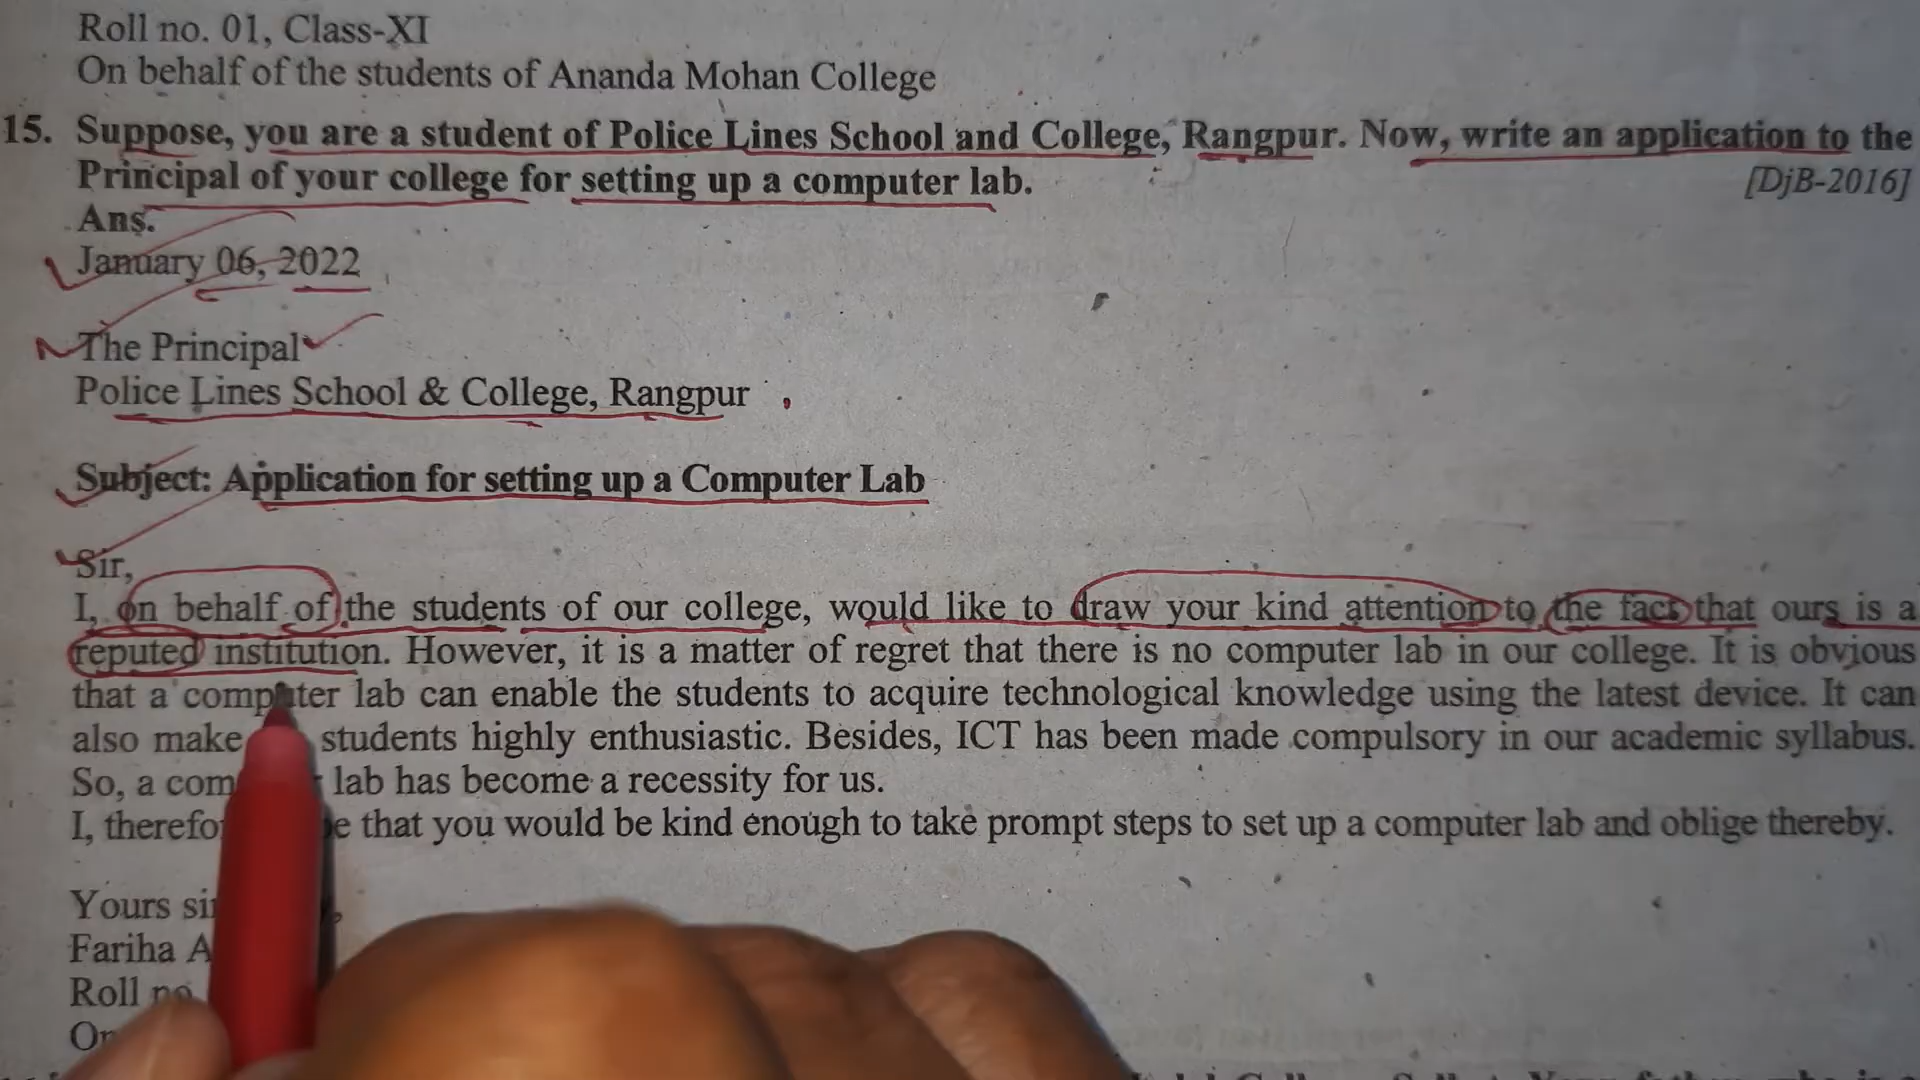 Roll no. 01, Class-XI
On behalf of the students of Ananda Mohan College
15. Suppose, you are a student of Police Lines School and College, Rangpur. Now, write an application to the
Principal of your college for setting up a computer lab. [DjB-2016]
Ans.
January 06, 2022
The Principal
Police Lines School & College, Rangpur
Subject: Application for setting up a Computer Lab
Sir,
I, on behalf of the students of our college, would like to draw your kind attention to the fact that ours is a
reputed institution. However, it is a matter of regret that there is no computer lab in our college. It is obvious
that a computer lab can enable the students to acquire technological knowledge using the latest device. It can
also make students highly enthusiastic. Besides, ICT has been made compulsory in our academic syllabus.
So, a com lab has become a recessity for us.
I, that you would be kind enough to take prompt steps to set up a computer lab and oblige thereby.
Yours
Fariha
Roll no